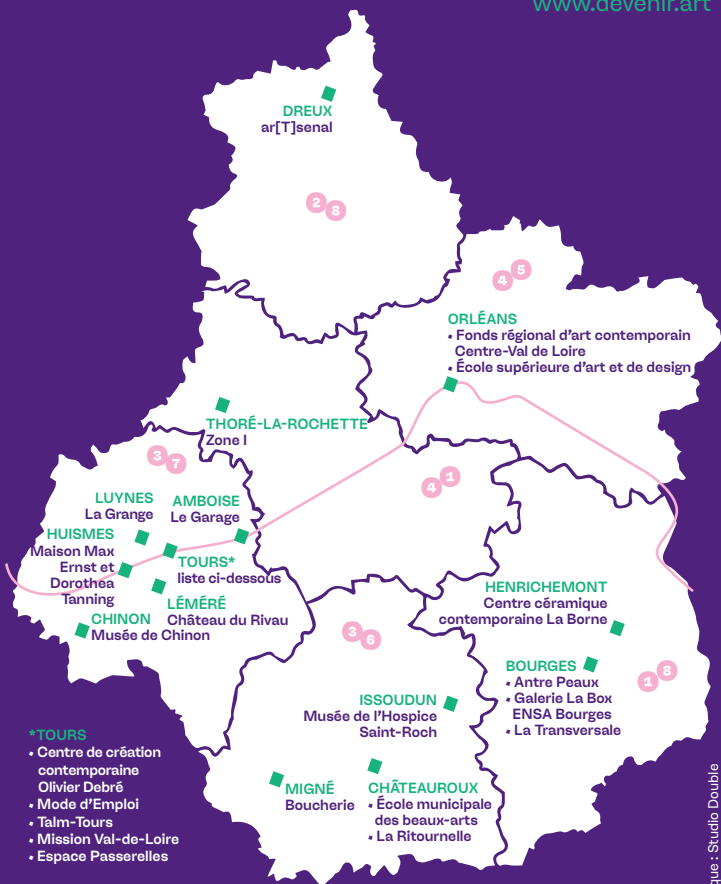 www.devenir.art
DREUX
ar[T]senal
2 8
4 5
ORLÉANS
• Fonds régional d'art contemporain
Centre-Val de Loire
• École supérieure d'art et de design
THORÉ-LA-ROCHETTE
Zone I
3 7
4 1
LUYNES
La Grange
AMBOISE
Le Garage
HUISMES
Maison Max
Ernst et
Dorothea
Tanning
TOURS*
liste ci-dessous
LÉMÉRÉ
Château du Rivau
CHINON
Musée de Chinon
HENRICHEMONT
Centre céramique
contemporaine La Borne
3 6
BOURGES
• Antre Peaux
• Galerie La Box
ENSA Bourges
• La Transversale
1 8
ISSOUDUN
Musée de l'Hospice
Saint-Roch
MIGNÉ
Boucherie
CHÂTEAUROUX
• École municipale
des beaux-arts
• La Ritournelle
*TOURS
• Centre de création
contemporaine
Olivier Debré
• Mode d'Emploi
• Talm-Tours
• Mission Val-de-Loire
• Espace Passerelles
que : Studio Double